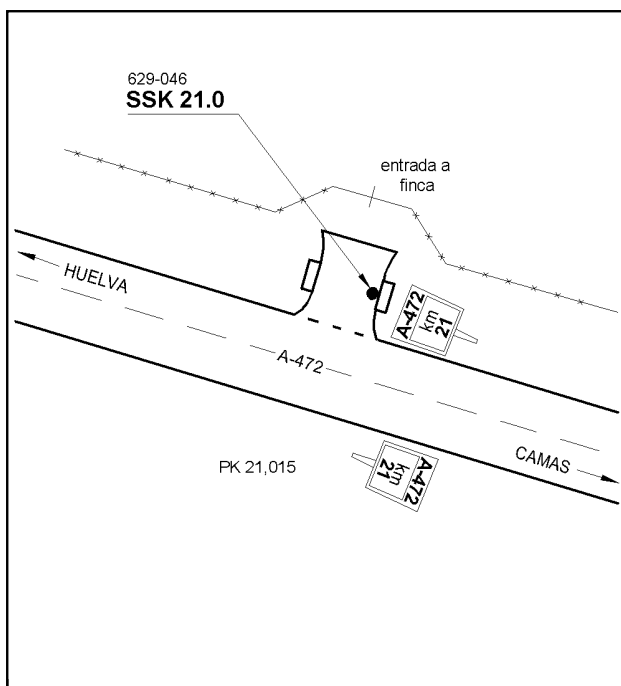 629-046
SSK 21.0
entrada a
finca
HUELVA
A-472
km
21
A-472
CAMAS
PK 21,015
A-472
km
21